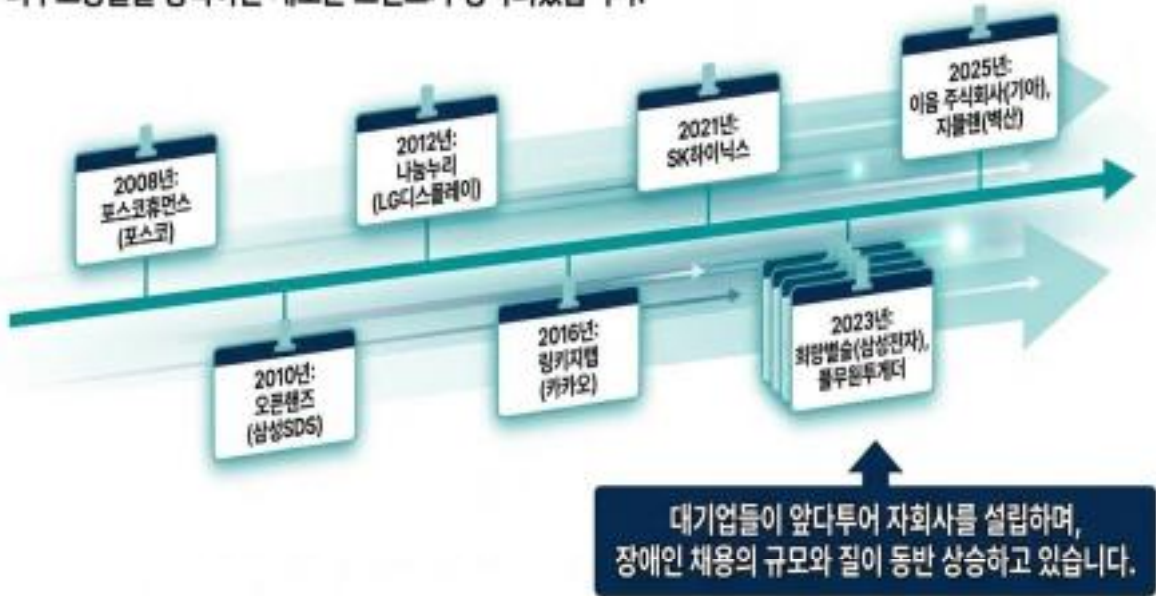 2008년:
포스코휴먼스
(포스코)
2010년:
오픈핸즈
(삼성SDS)
2012년:
나눔누리
(LG디스플레이)
2016년:
링키지랩
(카카오)
2021년:
SK하이닉스
2023년:
희망별숲(삼성전자),
풀무원투게더
2025년:
이음 주식회사(기아),
(벽산)
대기업들이 앞다투어 자회사를 설립하며,
장애인 채용의 규모와 질이 동반 상승하고 있습니다.